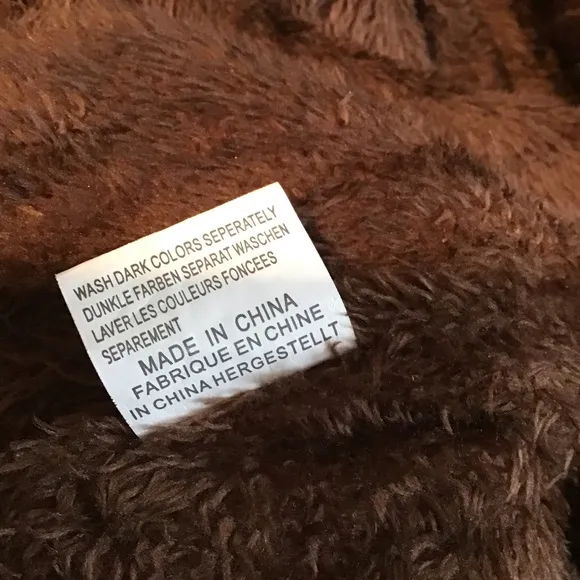 WASH DARK COLORS SEPERATELY
DUNKLE FARBEN SEPARAT WASCHEN
LAVER LES COULEURS FONCEES
SEPAREMENT
MADE IN CHINA
FABRIQUE EN CHINE
IN CHINA HERGESTELLT